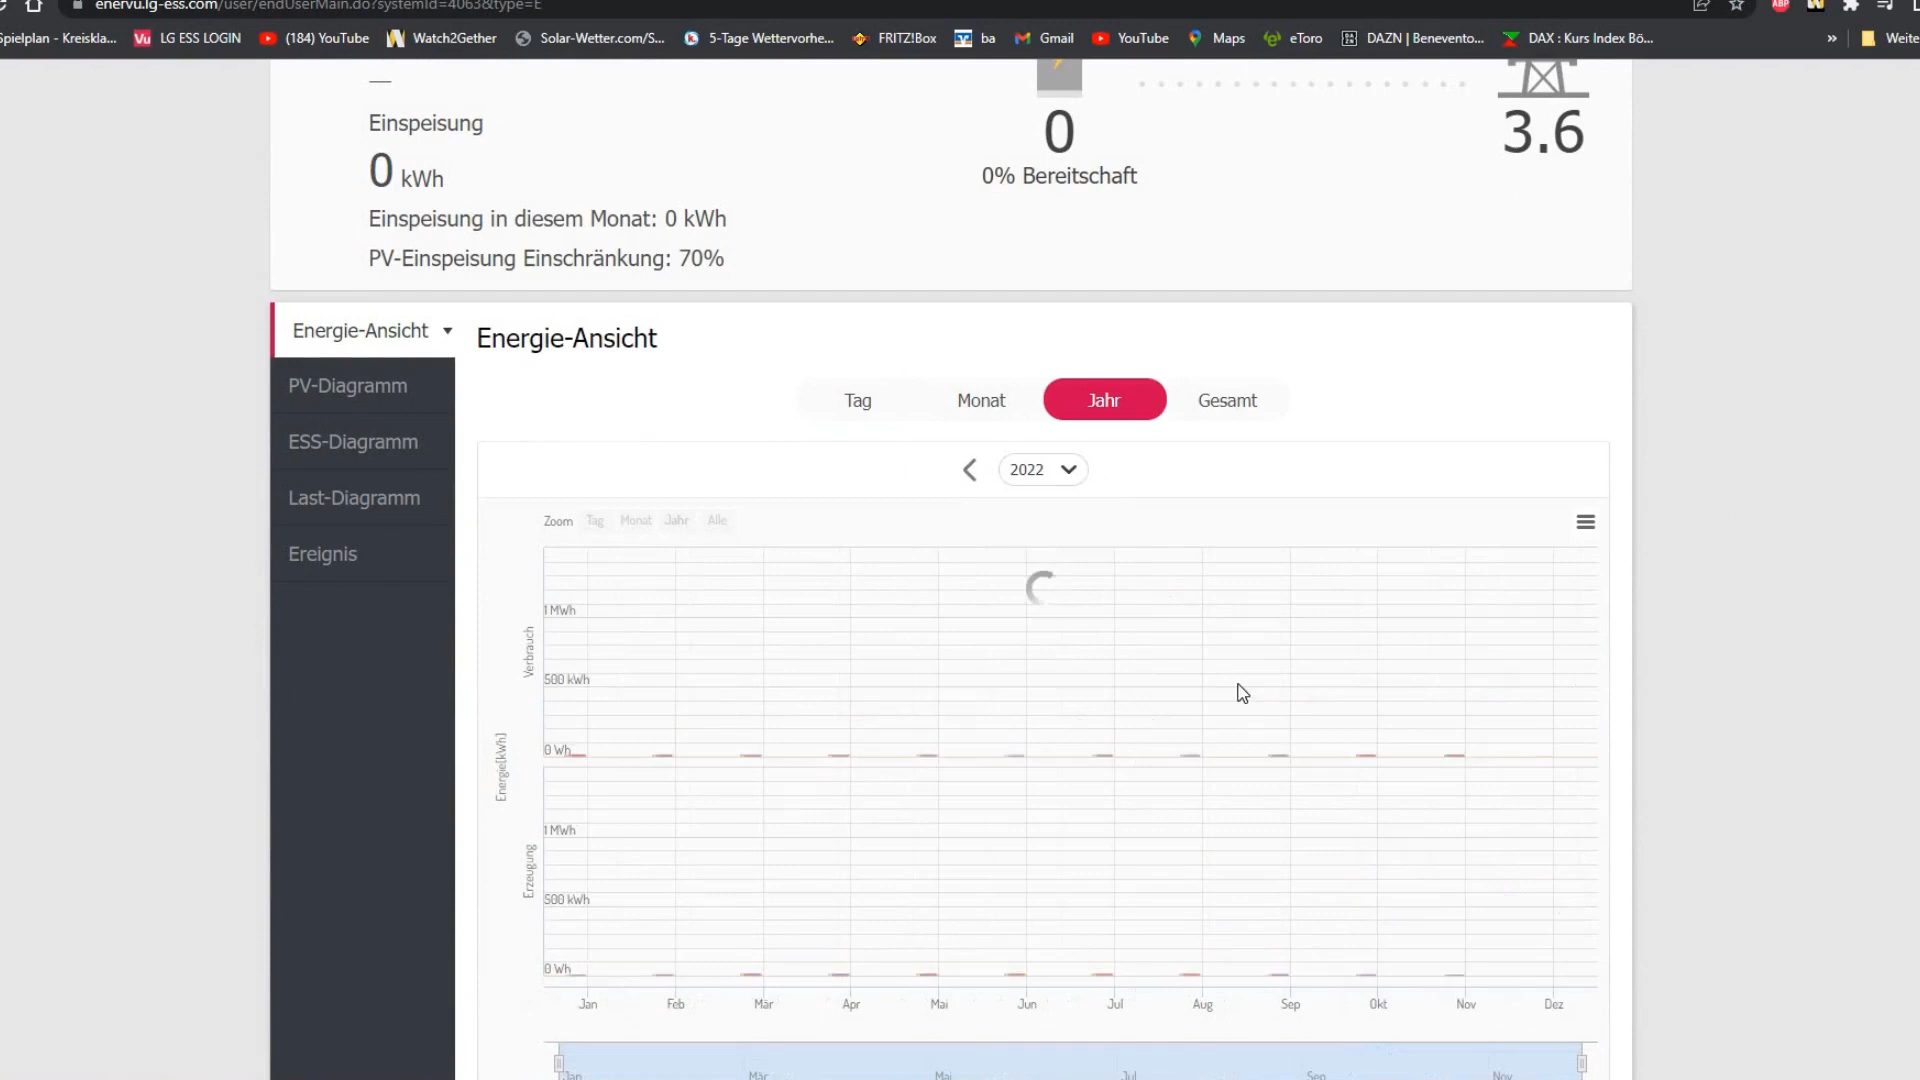 enervu.lg-ess.com/user/endUserMain.do?systemId=4063&type=E
Spielplan - Kreiskla...
LG ESS LOGIN
(184) YouTube
Watch2Gether
Solar-Wetter.com/S...
5-Tage Wettervorhe...
FRITZ!Box
ba
Gmail
YouTube
Maps
eToro
DAZN | Benevento...
DAX : Kurs Index Bö...
»
Weite
Einspeisung
0 kWh
Einspeisung in diesem Monat: 0 kWh
PV-Einspeisung Einschränkung: 70%
0
0% Bereitschaft
3.6
Energie-Ansicht
PV-Diagramm
ESS-Diagramm
Last-Diagramm
Ereignis
Energie-Ansicht
Tag Monat Jahr Gesamt
2022
Zoom Tag Monat Jahr Alle
Energie[kWh]
Verbrauch
1 MWh
500 kWh
0 Wh
Erzeugung
1 MWh
500 kWh
0 Wh
Jan Feb Mär Apr Mai Jun Jul Aug Sep Okt Nov Dez
Jan Mär Mai Jul Sep Nov